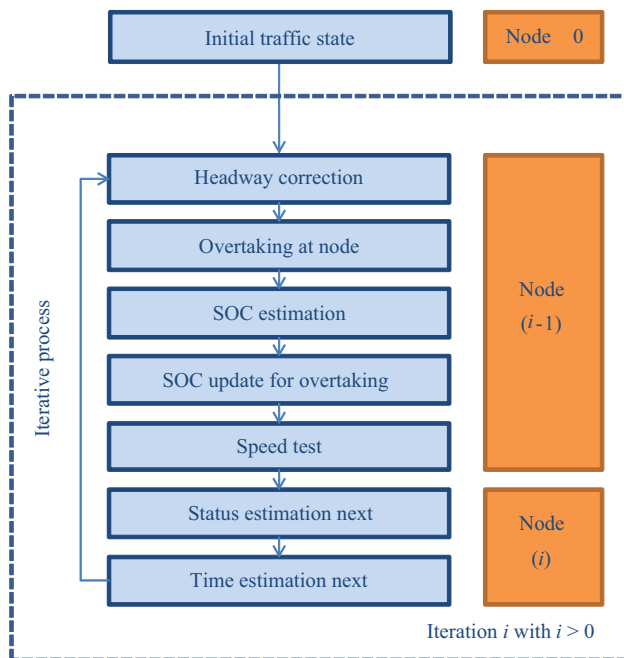 Initial traffic state
Node 0
Headway correction
Overtaking at node
SOC estimation
SOC update for overtaking
Speed test
Node
(i-1)
Status estimation next
Time estimation next
Node
(i)
Iterative process
Iteration i with i > 0